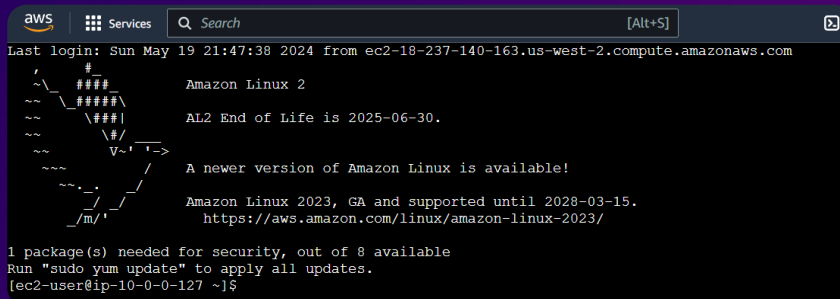 aws
Services
Search
[Alt+S]
Last login: Sun May 19 21:47:38 2024 from ec2-18-237-140-163.us-west-2.compute.amazonaws.com
   ,     #_
   ~\_  ####_        Amazon Linux 2
  ~~  \_#####\
  ~~     \###|       AL2 End of Life is 2025-06-30.
  ~~       \#/ ___
   ~~       V~' '->
    ~~~         /    A newer version of Amazon Linux is available!
      ~~._.   _/
         _/ _/       Amazon Linux 2023, GA and supported until 2028-03-15.
       _/m/'           https://aws.amazon.com/linux/amazon-linux-2023/
1 package(s) needed for security, out of 8 available
Run "sudo yum update" to apply all updates.
[ec2-user@ip-10-0-0-127 ~]$